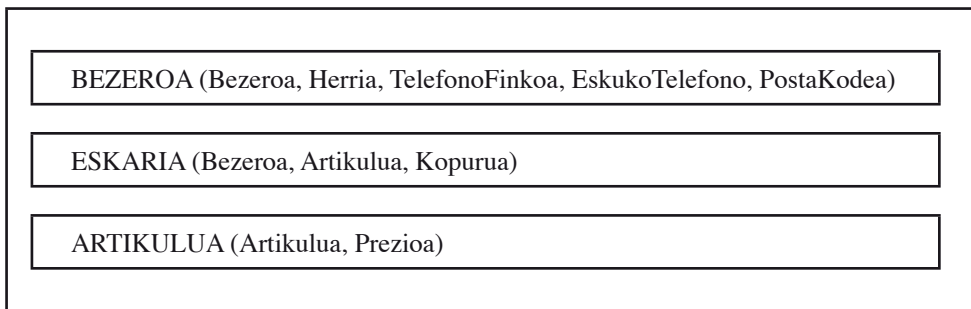 BEZEROA (Bezeroa, Herria, TelefonoFinkoa, EskukoTelefono, PostaKodea)
ESKARIA (Bezeroa, Artikulua, Kopurua)
ARTIKULUA (Artikulua, Prezioa)